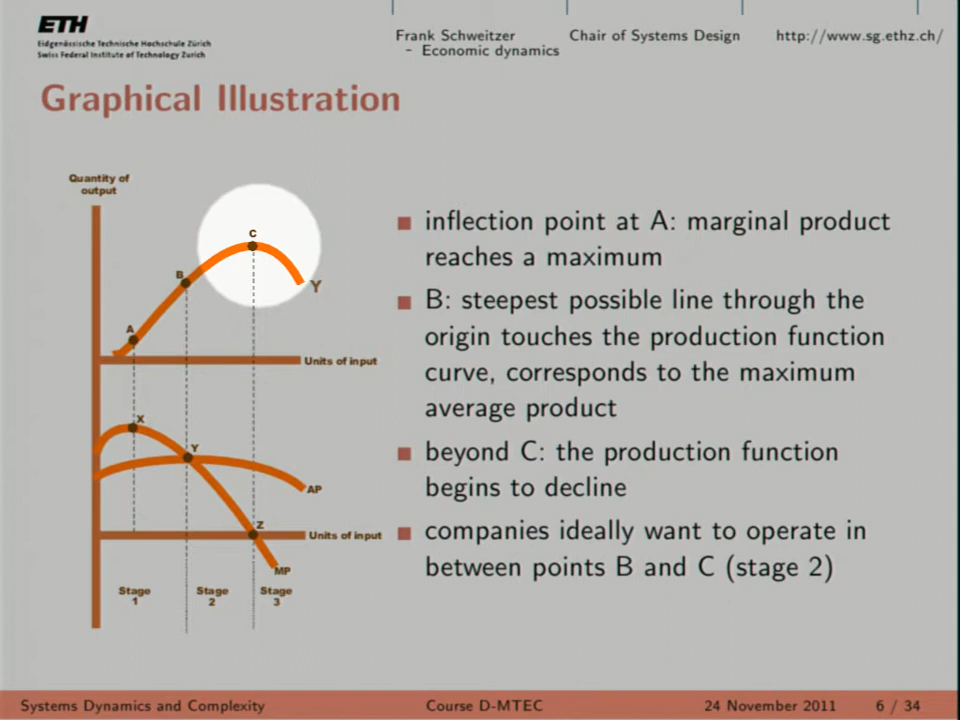 ETH
Eidgenössische Technische Hochschule Zürich
Swiss Federal Institute of Technology Zurich
Frank Schweitzer
- Economic dynamics
Chair of Systems Design
http://www.sg.ethz.ch/
Graphical Illustration
Quantity of
output
C
B
Y
A
Units of input
X
Y
AP
Z
Units of input
MP
Stage
1
Stage
2
Stage
3
inflection point at A: marginal product
reaches a maximum
B: steepest possible line through the
origin touches the production function
curve, corresponds to the maximum
average product
beyond C: the production function
begins to decline
companies ideally want to operate in
between points B and C (stage 2)
Systems Dynamics and Complexity
Course D-MTEC
24 November 2011
6 / 34